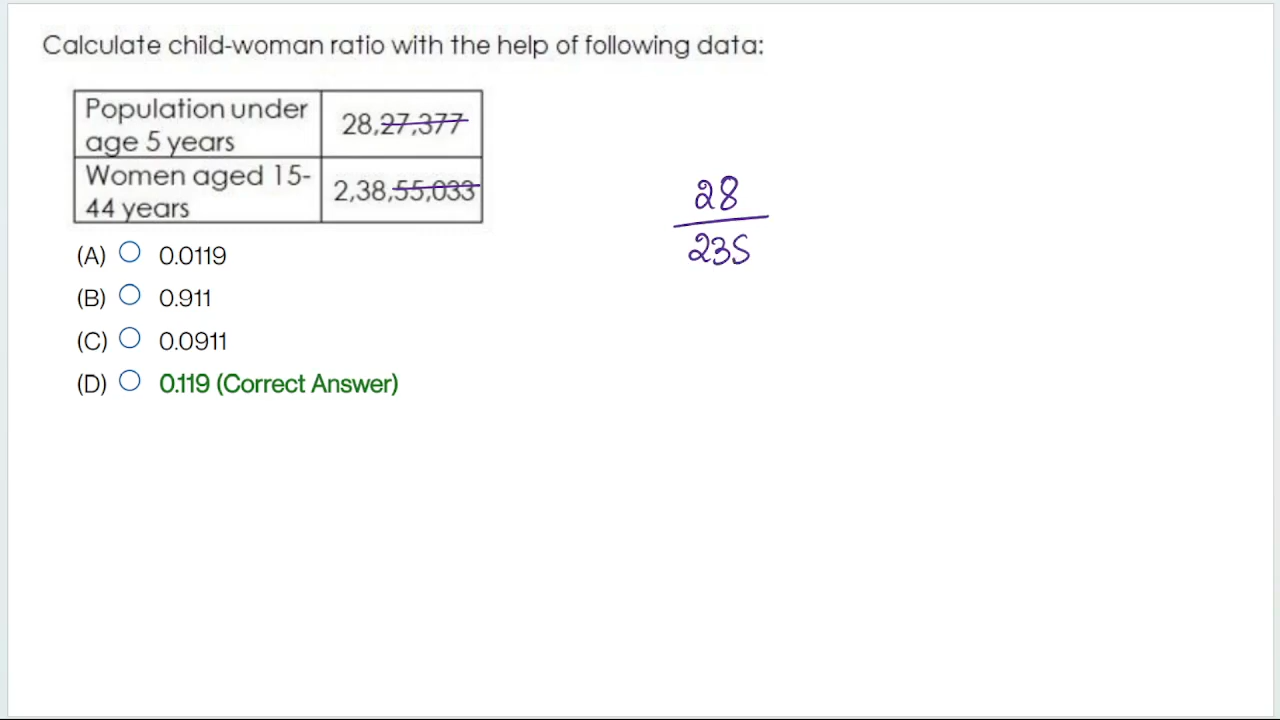 Calculate child-woman ratio with the help of following data:
Population under
age 5 years
28,27,377
Women aged 15-
44 years
2,38,55,033
28
235
(A) 0.0119
(B) 0.911
(C) 0.0911
(D) 0.119 (Correct Answer)